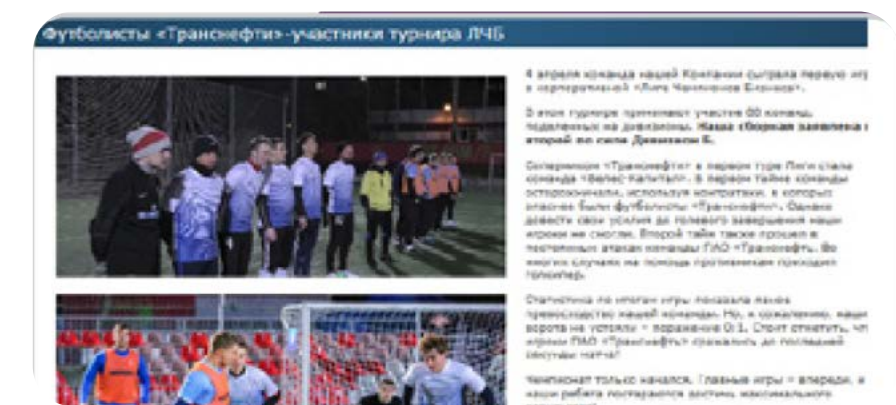 Футболисты «Транснефти»-участники турнира ЛЧБ
4 апреля команда нашей Компании сыграла первую игр
в корпоративной «Лиге Чемпионов Бизнеса».
В этом турнире принимают участие 80 команд,
поделенных на дивизионы. Наша сборная заявлена
второй по силе Дивизион Б.
Соперником «Транснефти» в первом туре Лиги стала
команда «Велес Капитал». В первом тайме команды
осторожничали, используя контратаки, в которых
опаснее были футболисты «Транснефти». Однако
довести свои усилия до голевого завершения наши
игроки не смогли. Второй тайм также прошел в
постоянных атаках команды ПАО «Транснефть. Во
многих случаях на помощь противникам приходил
голкипер.
Статистика по итогам игры показала явное
превосходство нашей команды. Но, к сожалению, наши
ворота не устояли – поражение 0:1. Стоит отметить, чт
игроки ПАО «Транснефть» сражались до последней
секунды матча!
Чемпионат только начался. Главные игры – впереди, и
наши ребята постараются достичь максимального